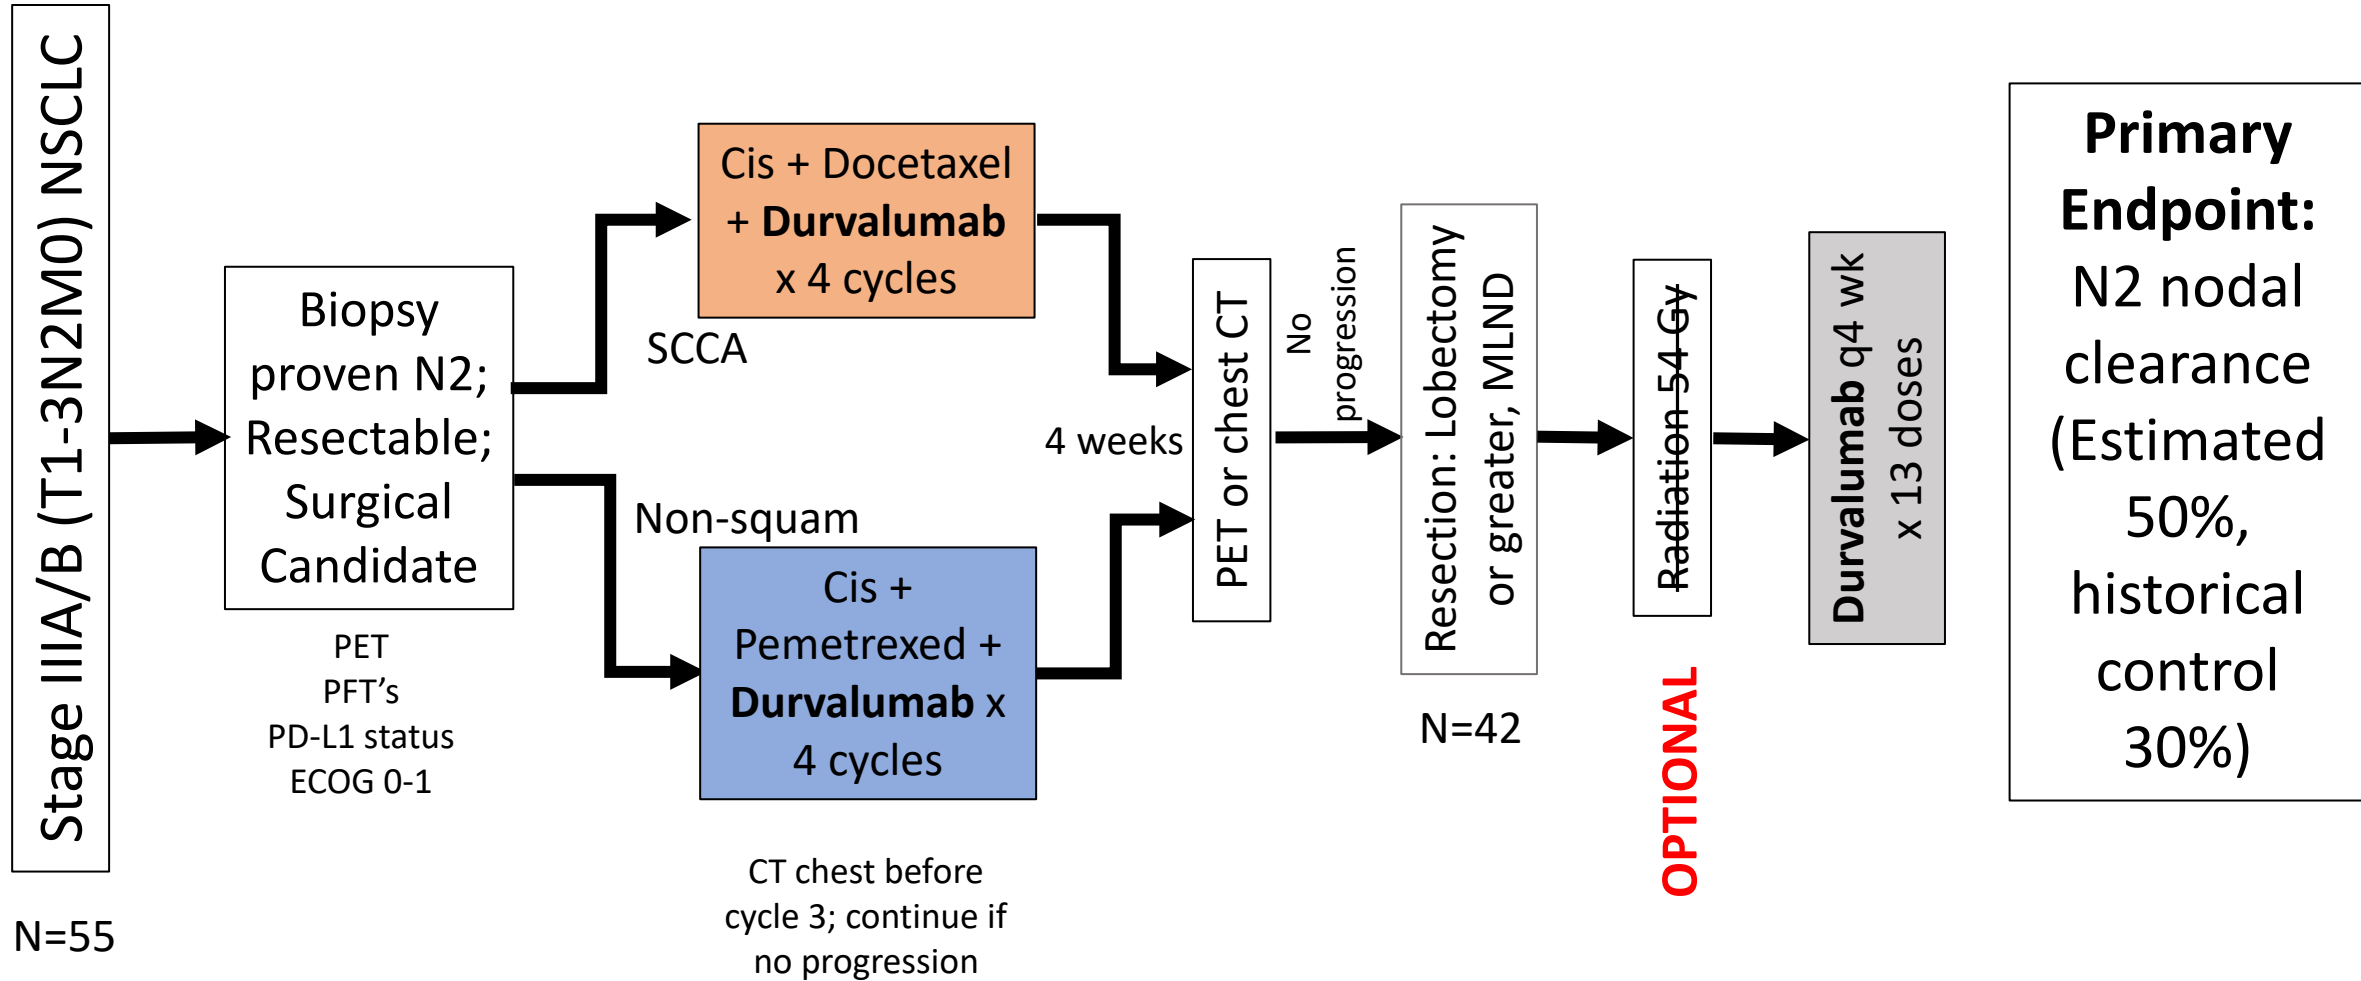 Stage IIIA/B (T1-3N2M0) NSCLC
N=55
Biopsy
proven N2;
Resectable;
Surgical
Candidate
PET
PFT’s
PD-L1 status
ECOG 0-1
SCCA
Cis + Docetaxel
+ Durvalumab
x 4 cycles
Non-squam
Cis +
Pemetrexed +
Durvalumab x
4 cycles
CT chest before
cycle 3; continue if
no progression
4 weeks
PET or chest CT
No
progression
Resection: Lobectomy
or greater, MLND
N=42
Radiation 54 Gy
OPTIONAL
Durvalumab q4 wk
x 13 doses
Primary
Endpoint:
N2 nodal
clearance
(Estimated
50%,
historical
control
30%)